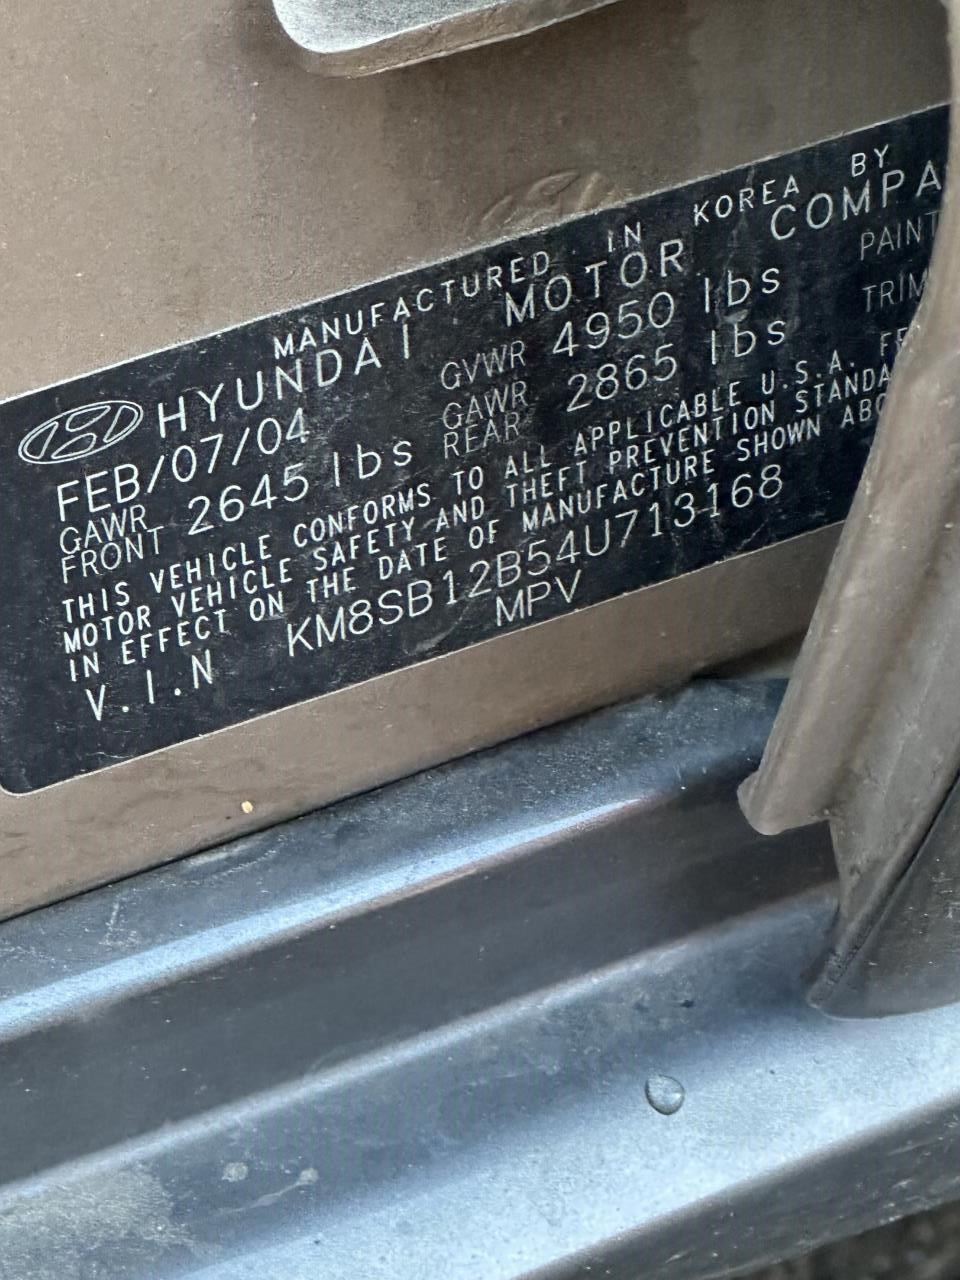 MANUFACTURED IN KOREA BY
HYUNDAI MOTOR COMPA
FEB/07/04 GVWR 4950 lbs PAINT
GAWR FRONT 2645 lbs GAWR REAR 2865 lbs TRIM
THIS VEHICLE CONFORMS TO ALL APPLICABLE U.S.A. FE
MOTOR VEHICLE SAFETY AND THEFT PREVENTION STANDA
IN EFFECT ON THE DATE OF MANUFACTURE SHOWN ABO
V.I.N KM8SB12B54U713168
MPV